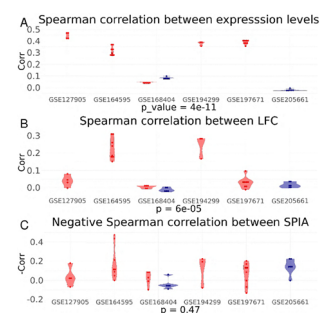 A Spearman correlation between expresssion levels
0.5
0.4
0.3
0.2
0.1
0.0
Corr
GSE127905 GSE164595 GSE168404 GSE194299 GSE197671 GSE205661
p_value = 4e-11
B Spearman correlation between LFC
0.3
0.2
0.1
0.0
Corr
GSE127905 GSE164595 GSE168404 GSE194299 GSE197671 GSE205661
p = 6e-05
C Negative Spearman correlation between SPIA
0.4
0.2
0.0
-0.2
-Corr
GSE127905 GSE164595 GSE168404 GSE194299 GSE197671 GSE205661
p = 0.47